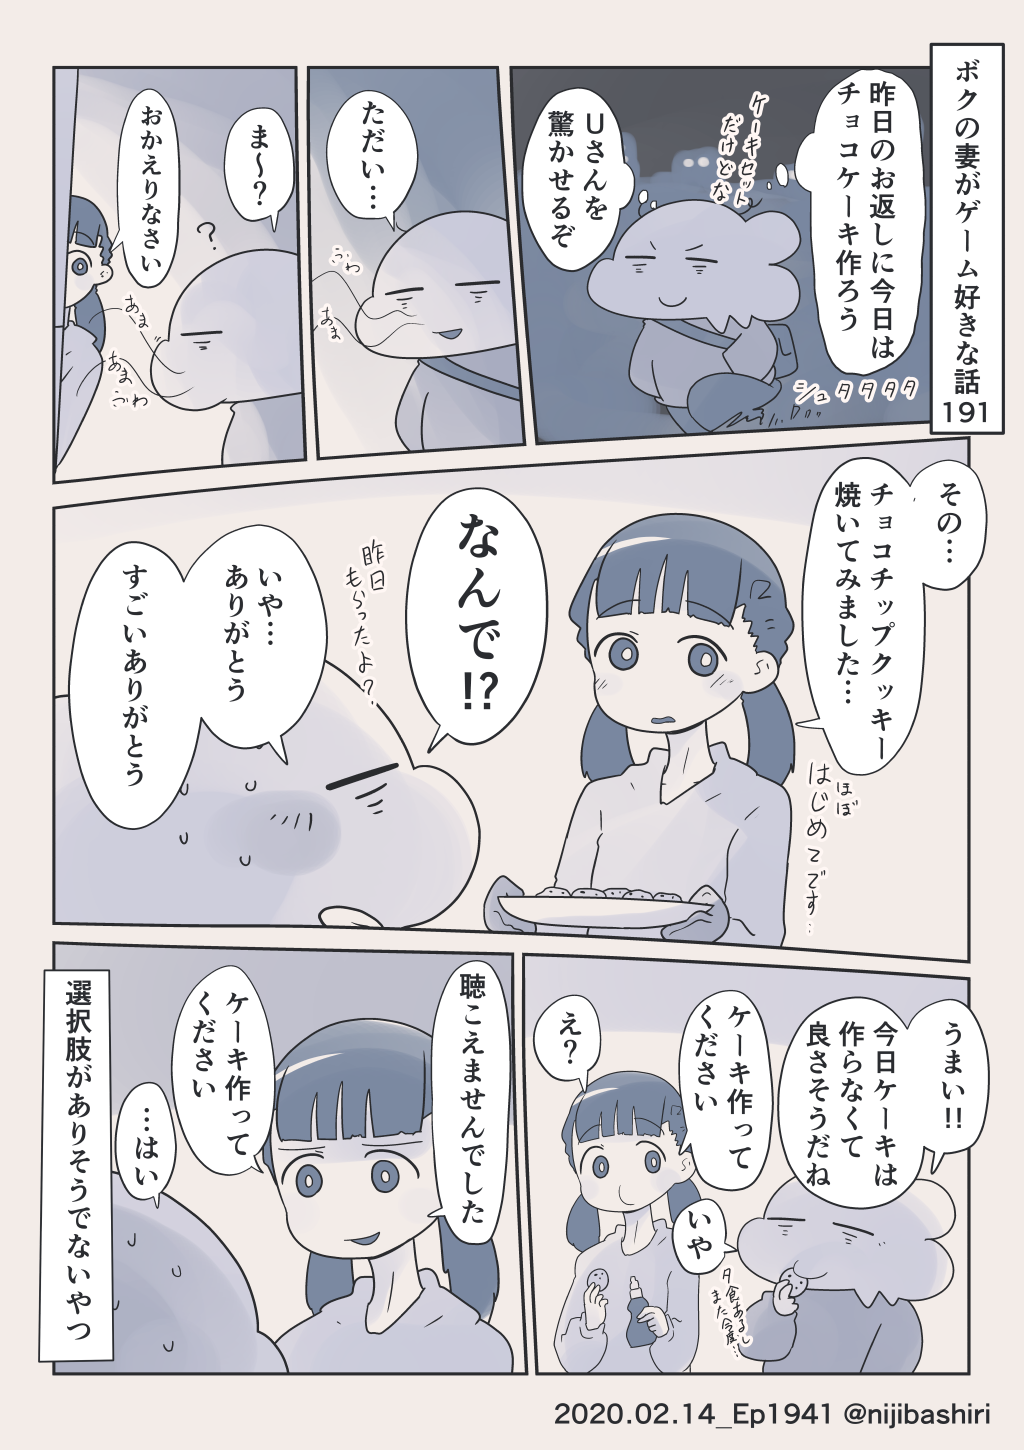 ボクの妻がゲーム好きな話
191
昨日のお返しに今日は
チョコケーキ作ろう
ケーキセット
だけどな
Uさんを
驚かせるぞ
シュタタタタ
ただい…
ふわ
あま
ま〜?
?
おかえりなさい
あま
あま
ふわ
その…
チョコチップクッキー
焼いてみました…
ほぼ
はじめてです…
なんで!?
昨日
もらったよ?
いや…
ありがとう
すごいありがとう
うまい!!
今日ケーキは
作らなくて
良さそうだね
ケーキ作って
ください
え?
いや
夕食あるし
また今度…
聴こえませんでした
ケーキ作って
ください
…はい
選択肢がありそうでないやつ
2020.02.14_Ep1941 @nijibashiri